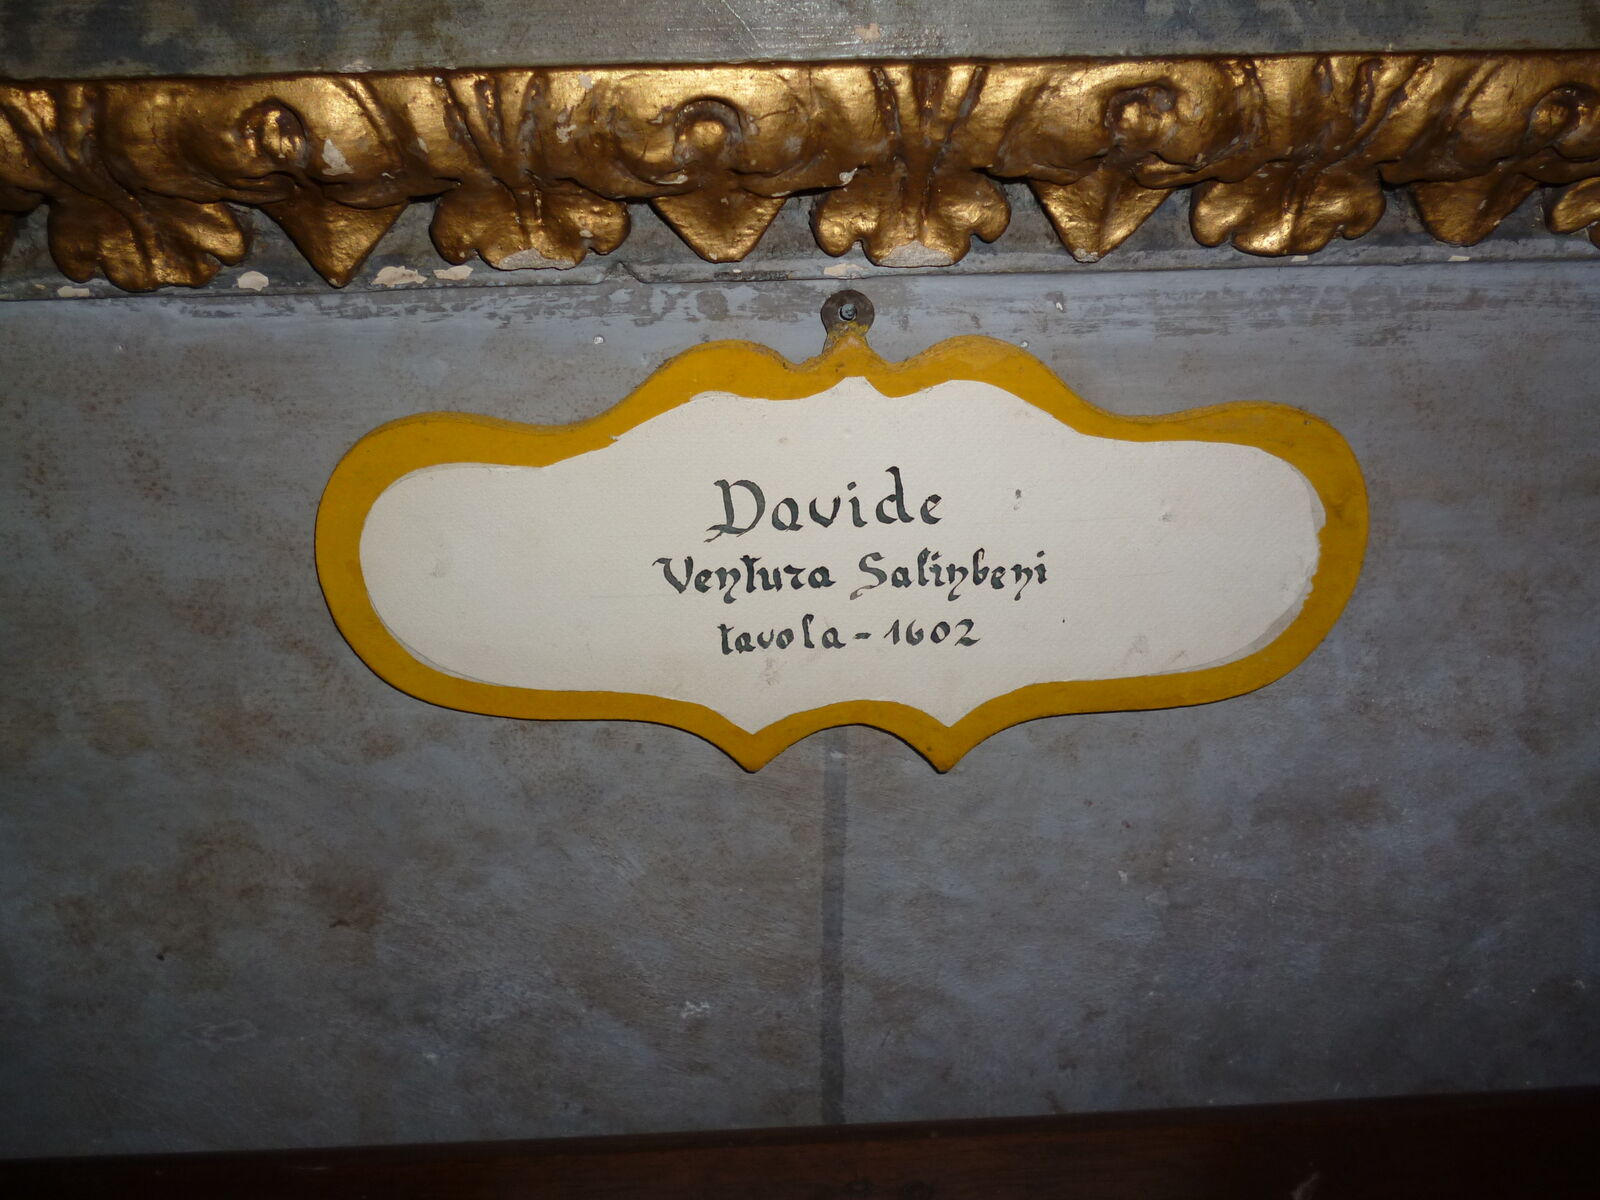 Davide
Ventura Salinbeni
tavola - 1602